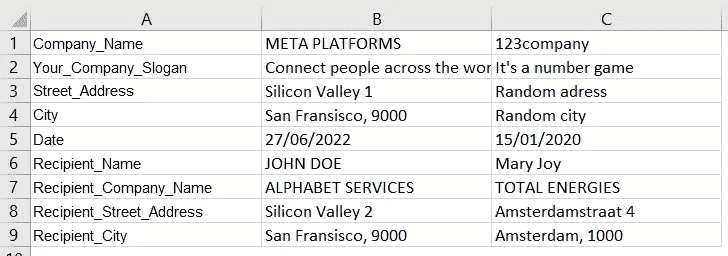 A B C
1 Company_Name META PLATFORMS 123company
2 Your_Company_Slogan Connect people across the wor It's a number game
3 Street_Address Silicon Valley 1 Random adress
4 City San Fransisco, 9000 Random city
5 Date 27/06/2022 15/01/2020
6 Recipient_Name JOHN DOE Mary Joy
7 Recipient_Company_Name ALPHABET SERVICES TOTAL ENERGIES
8 Recipient_Street_Address Silicon Valley 2 Amsterdamstraat 4
9 Recipient_City San Fransisco, 9000 Amsterdam, 1000